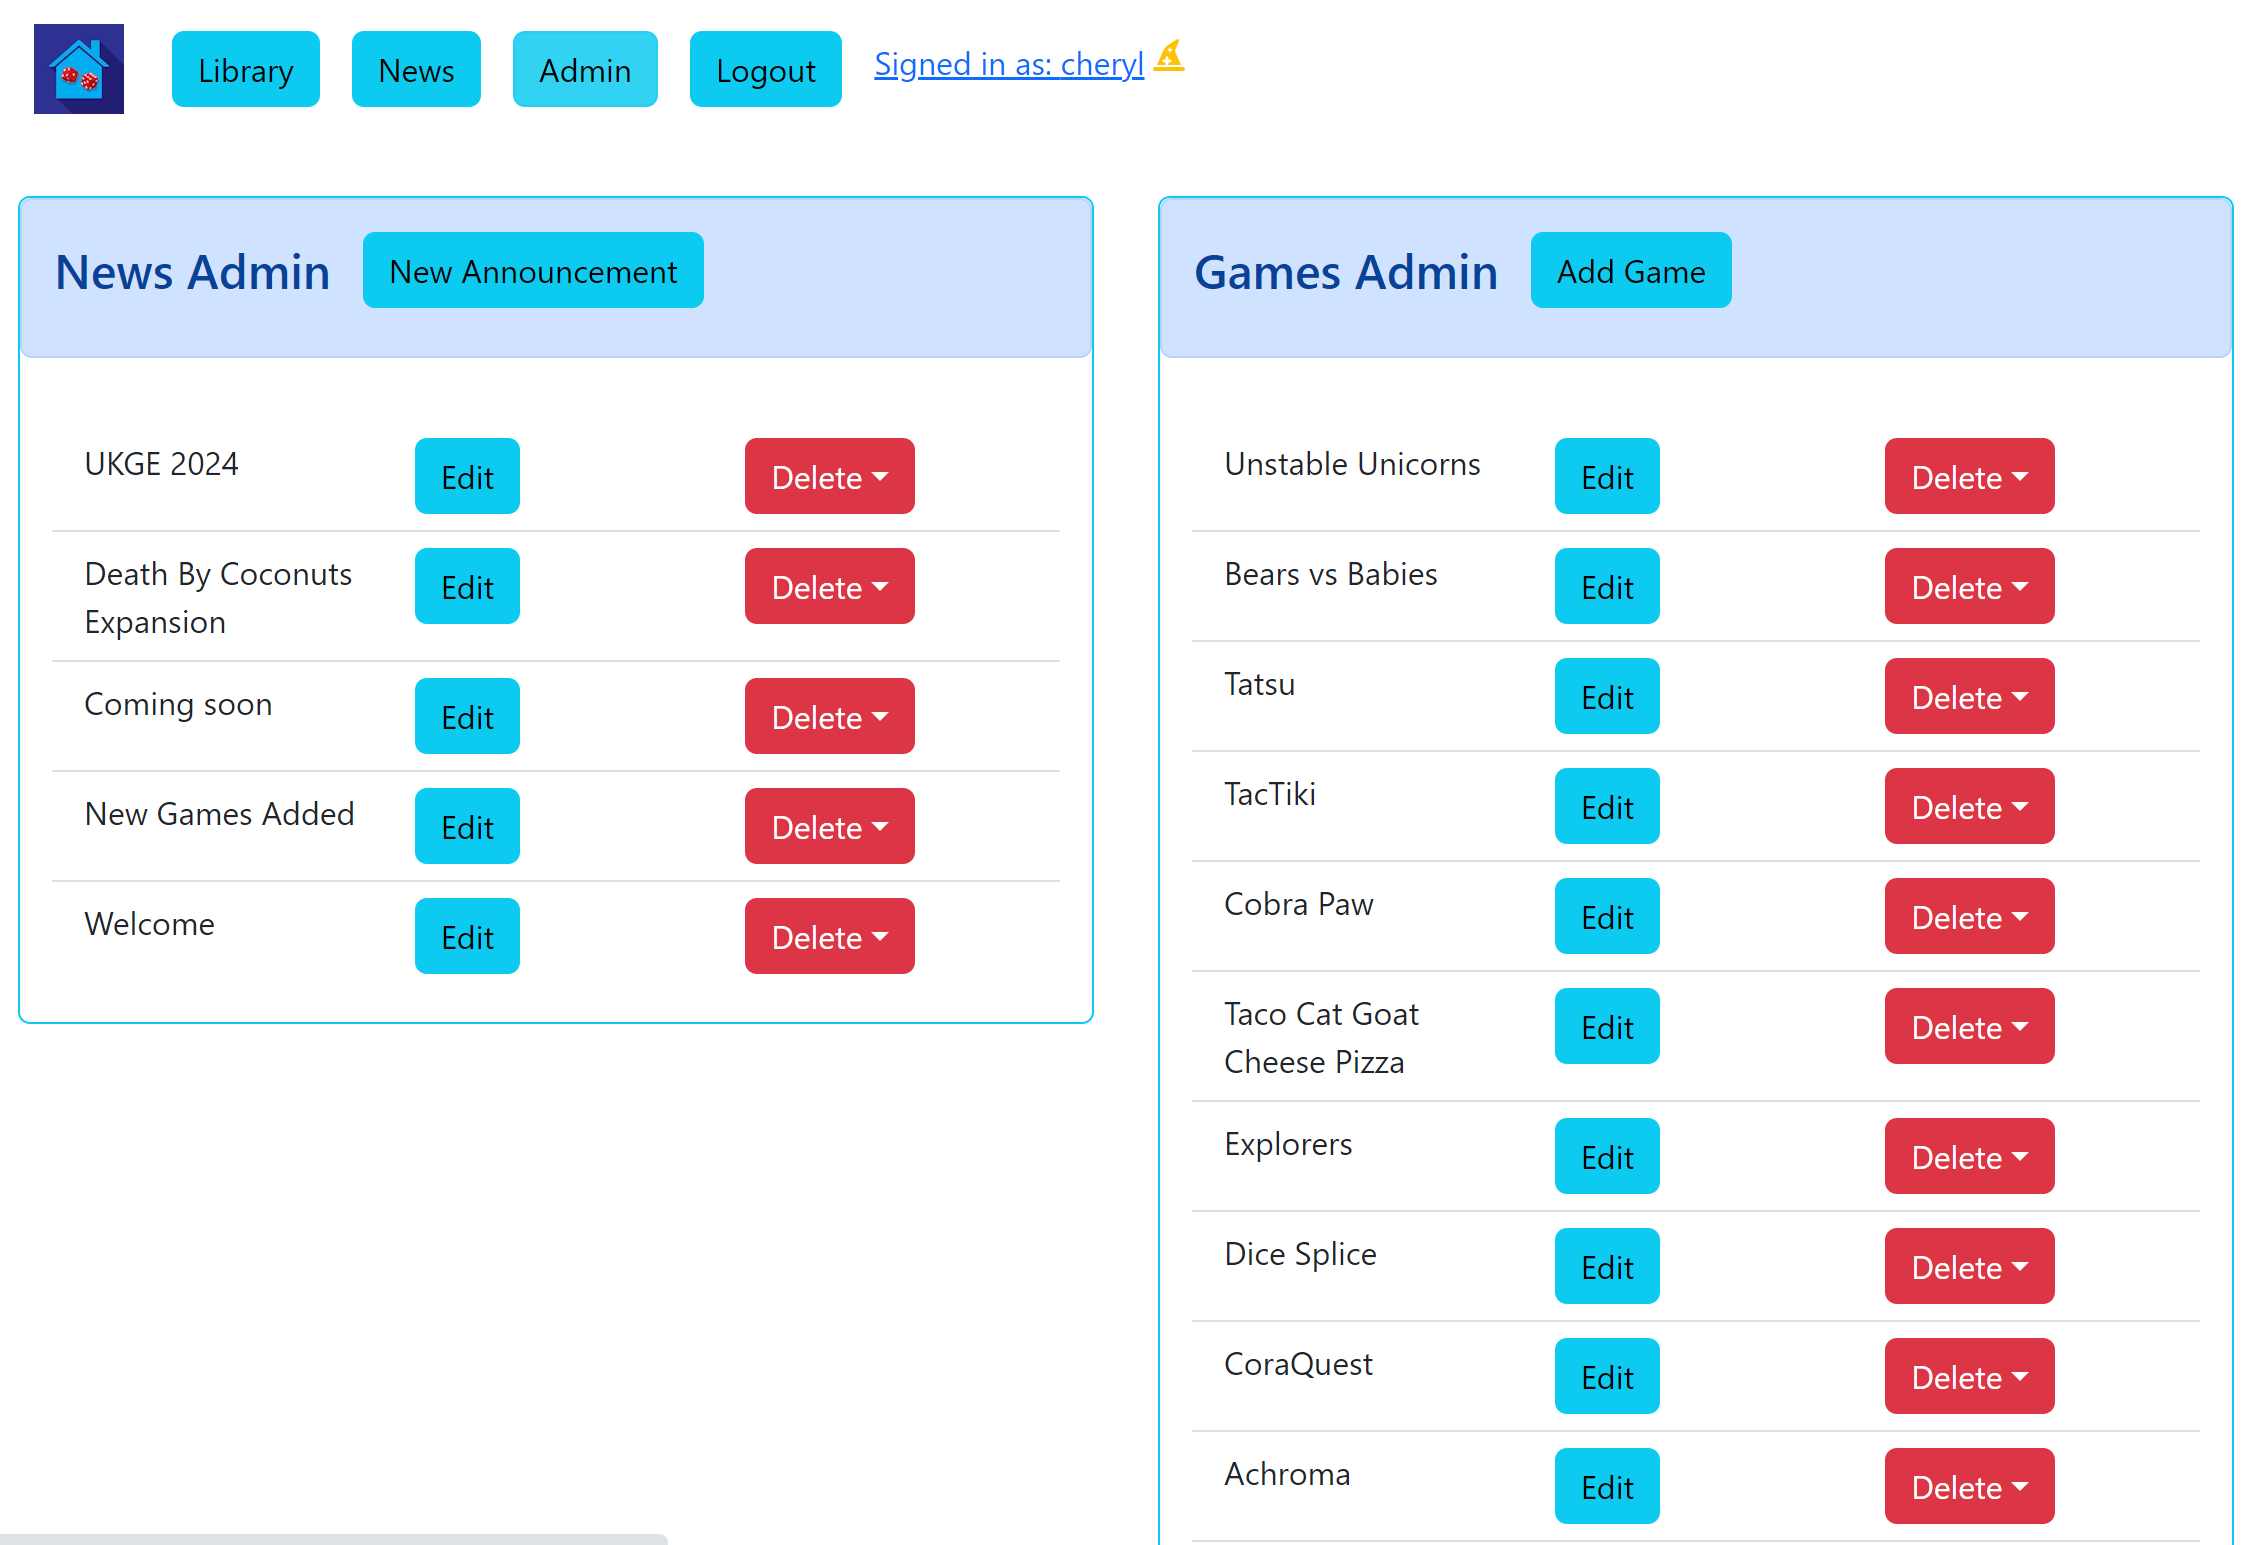 Library News Admin Logout Signed in as: cheryl
News Admin New Announcement
UKGE 2024 Edit Delete
Death By Coconuts Edit Delete
Expansion
Coming soon Edit Delete
New Games Added Edit Delete
Welcome Edit Delete
Games Admin Add Game
Unstable Unicorns Edit Delete
Bears vs Babies Edit Delete
Tatsu Edit Delete
TacTiki Edit Delete
Cobra Paw Edit Delete
Taco Cat Goat Edit Delete
Cheese Pizza
Explorers Edit Delete
Dice Splice Edit Delete
CoraQuest Edit Delete
Achroma Edit Delete